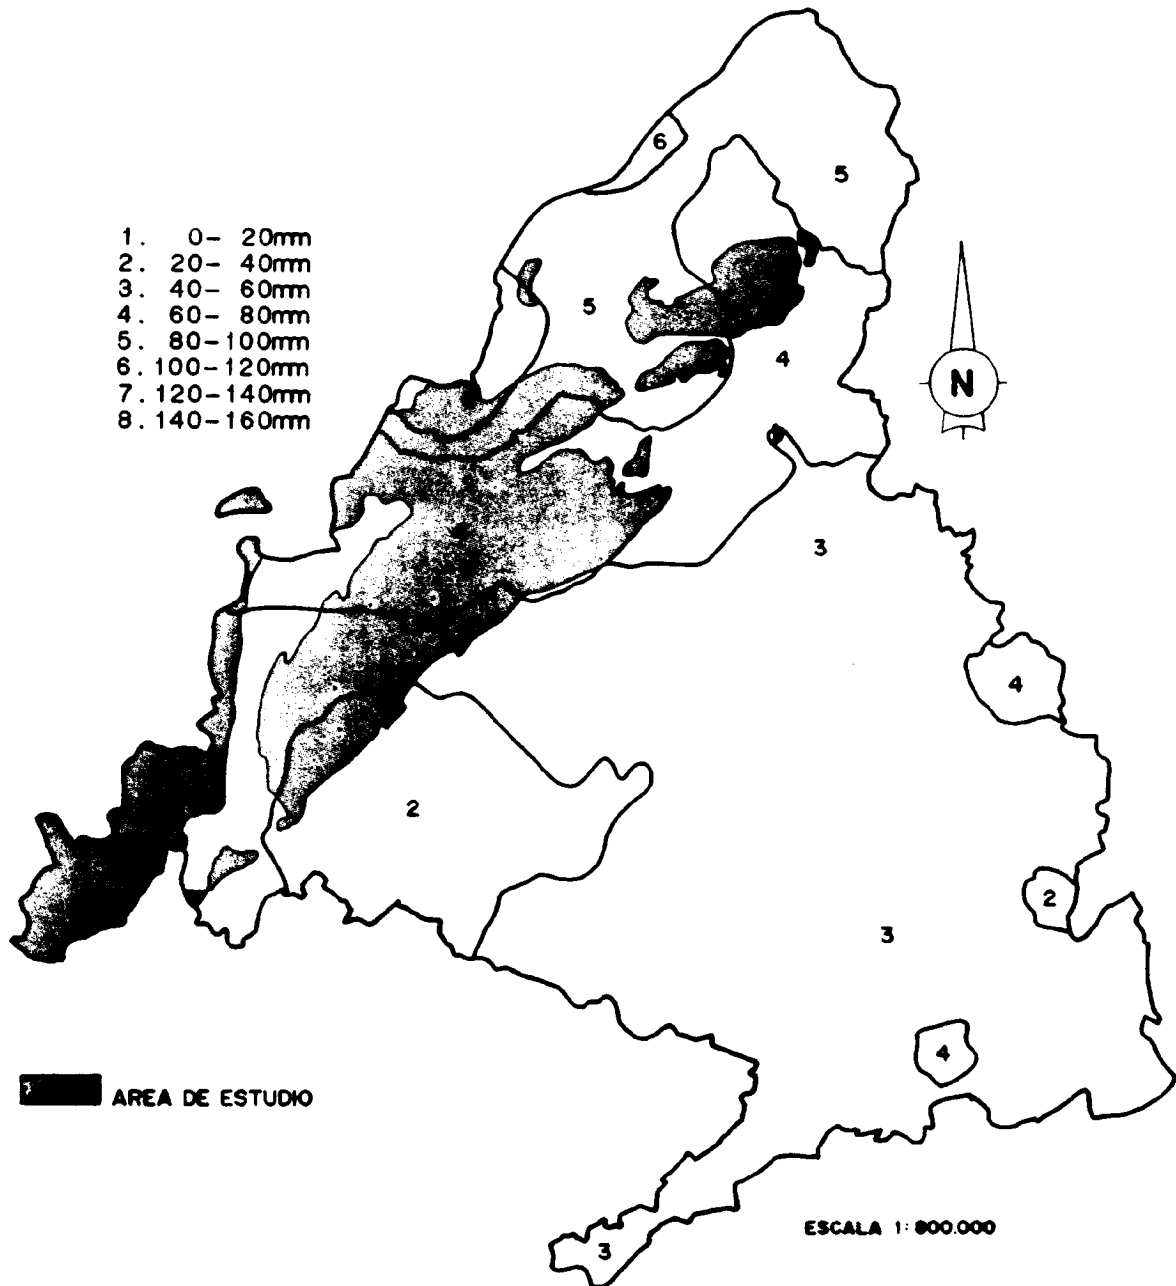 6
5
1. 0- 20mm
2. 20- 40mm
3. 40- 60mm
4. 60- 80mm
5. 80-100mm
6. 100-120mm
7. 120-140mm
8. 140-160mm
5
4
N
3
4
2
2
3
4
AREA DE ESTUDIO
ESCALA 1:800.000
3